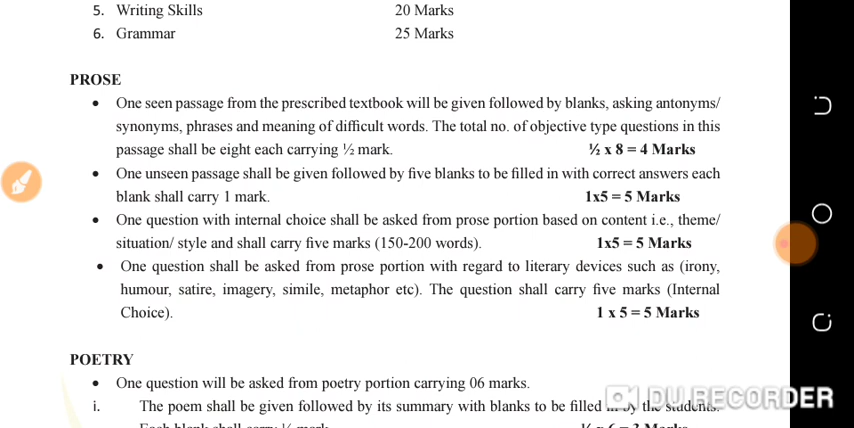 5. Writing Skills 20 Marks
6. Grammar 25 Marks
PROSE
• One seen passage from the prescribed textbook will be given followed by blanks, asking antonyms/
synonyms, phrases and meaning of difficult words. The total no. of objective type questions in this
passage shall be eight each carrying ½ mark. ½ x 8 = 4 Marks
• One unseen passage shall be given followed by five blanks to be filled in with correct answers each
blank shall carry 1 mark. 1x5 = 5 Marks
• One question with internal choice shall be asked from prose portion based on content i.e., theme/
situation/ style and shall carry five marks (150-200 words). 1x5 = 5 Marks
• One question shall be asked from prose portion with regard to literary devices such as (irony,
humour, satire, imagery, simile, metaphor etc). The question shall carry five marks (Internal
Choice). 1 x 5 = 5 Marks
POETRY
• One question will be asked from poetry portion carrying 06 marks.
i. The poem shall be given followed by its summary with blanks to be filled by the students.
DU RECORDER